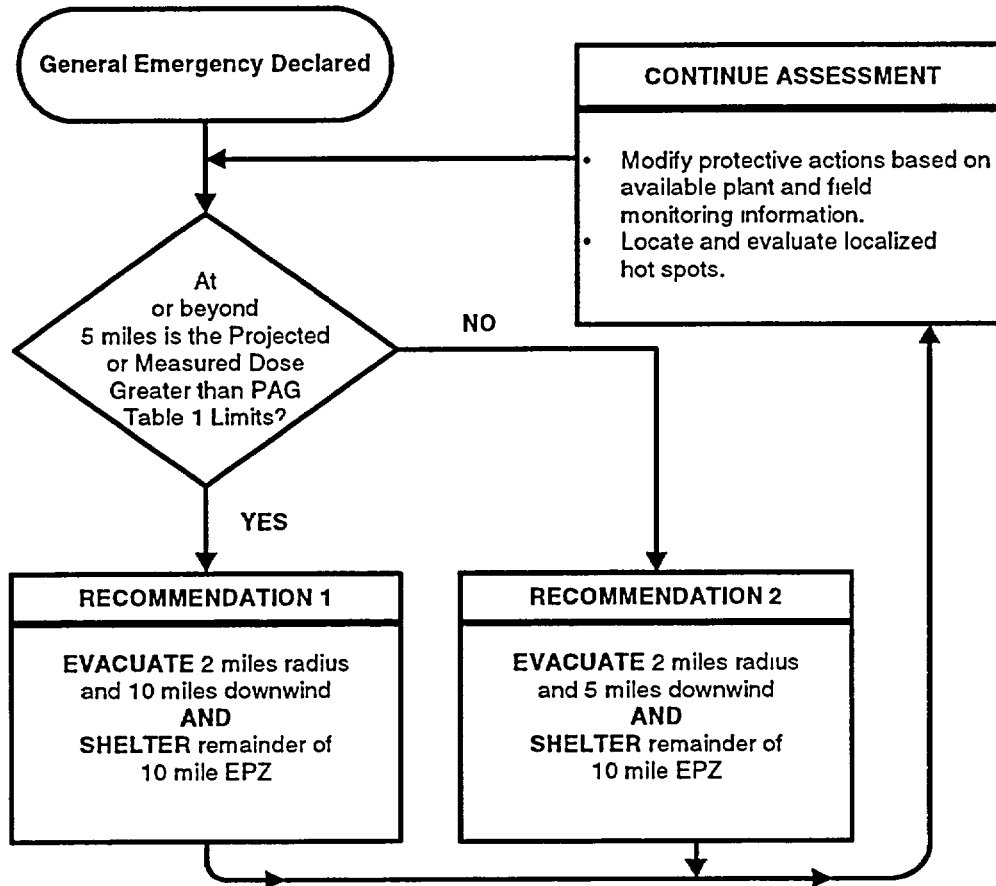 General Emergency Declared
CONTINUE ASSESSMENT
• Modify protective actions based on
available plant and field
monitoring information.
• Locate and evaluate localized
hot spots.
At
or beyond
5 miles is the Projected
or Measured Dose
Greater than PAG
Table 1 Limits?
NO
YES
RECOMMENDATION 1
EVACUATE 2 miles radius
and 10 miles downwind
AND
SHELTER remainder of
10 mile EPZ
RECOMMENDATION 2
EVACUATE 2 miles radius
and 5 miles downwind
AND
SHELTER remainder of
10 mile EPZ